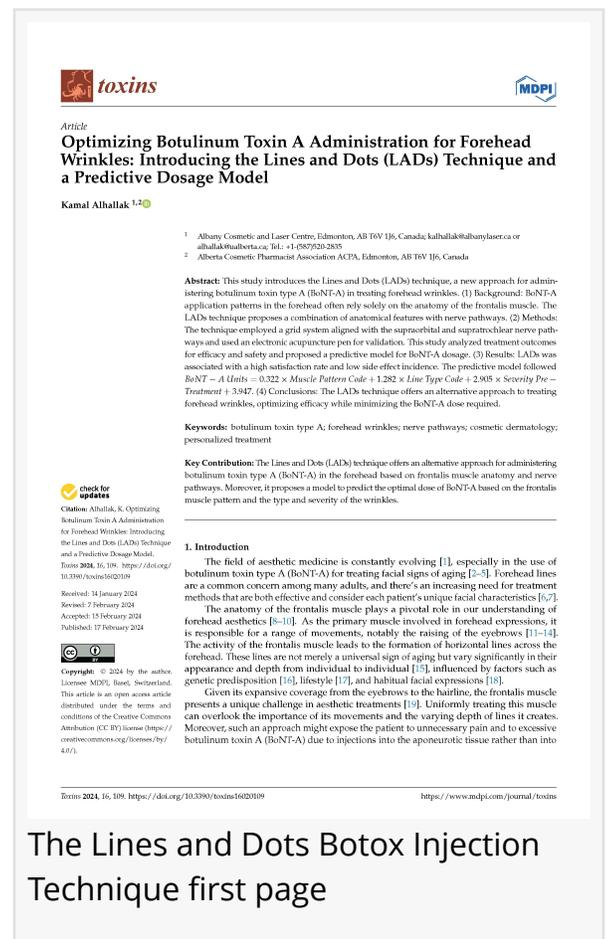 toxins
MDPI
Article
Optimizing Botulinum Toxin A Administration for Forehead
Wrinkles: Introducing the Lines and Dots (LADs) Technique and
a Predictive Dosage Model
Kamal Alhallak 1,2
1 Albany Cosmetic and Laser Centre, Edmonton, AB T6V 1J6, Canada; kalhallak@albanylaser.ca or
alhallak@ualberta.ca; Tel.: +1-(587)520-2835
2 Alberta Cosmetic Pharmacist Association ACPA, Edmonton, AB T6V 1J6, Canada
Abstract: This study introduces the Lines and Dots (LADs) technique, a new approach for admin-
istering botulinum toxin type A (BoNT-A) in treating forehead wrinkles. (1) Background: BoNT-A
application patterns in the forehead often rely solely on the anatomy of the frontalis muscle. The
LADs technique proposes a combination of anatomical features with nerve pathways. (2) Methods:
The technique employed a grid system aligned with the supraorbital and supratrochlear nerve path-
ways and used an electronic acupuncture pen for validation. This study analyzed treatment outcomes
for efficacy and safety and proposed a predictive model for BoNT-A dosage. (3) Results: LADs was
associated with a high satisfaction rate and low side effect incidence. The predictive model followed
BoNT − A Units = 0.322 × Muscle Pattern Code + 1.282 × Line Type Code + 2.905 × Severity Pre −
Treatment + 3.947. (4) Conclusions: The LADs technique offers an alternative approach to treating
forehead wrinkles, optimizing efficacy while minimizing the BoNT-A dose required.
Keywords: botulinum toxin type A; forehead wrinkles; nerve pathways; cosmetic dermatology;
personalized treatment
Key Contribution: The Lines and Dots (LADs) technique offers an alternative approach for administering
botulinum toxin type A (BoNT-A) in the forehead based on frontalis muscle anatomy and nerve
pathways. Moreover, it proposes a model to predict the optimal dose of BoNT-A based on the frontalis
muscle pattern and the type and severity of the wrinkles.
check for
updates
Citation: Alhallak, K. Optimizing
Botulinum Toxin A Administration
for Forehead Wrinkles: Introducing
the Lines and Dots (LADs) Technique
and a Predictive Dosage Model.
Toxins 2024, 16, 109. https://doi.org/
10.3390/toxins16020109
Received: 14 January 2024
Revised: 7 February 2024
Accepted: 15 February 2024
Published: 17 February 2024
CC BY
Copyright: © 2024 by the author.
Licensee MDPI, Basel, Switzerland.
This article is an open access article
distributed under the terms and
conditions of the Creative Commons
Attribution (CC BY) license (https://
creativecommons.org/licenses/by/
4.0/).
1. Introduction
The field of aesthetic medicine is constantly evolving [1], especially in the use of
botulinum toxin type A (BoNT-A) for treating facial signs of aging [2–5]. Forehead lines
are a common concern among many adults, and there's an increasing need for treatment
methods that are both effective and consider each patient's unique facial characteristics [6,7].
The anatomy of the frontalis muscle plays a pivotal role in our understanding of
forehead aesthetics [8–10]. As the primary muscle involved in forehead expressions, it
is responsible for a range of movements, notably the raising of the eyebrows [11–14].
The activity of the frontalis muscle leads to the formation of horizontal lines across the
forehead. These lines are not merely a universal sign of aging but vary significantly in their
appearance and depth from individual to individual [15], influenced by factors such as
genetic predisposition [16], lifestyle [17], and habitual facial expressions [18].
Given its expansive coverage from the eyebrows to the hairline, the frontalis muscle
presents a unique challenge in aesthetic treatments [19]. Uniformly treating this muscle
can overlook the importance of its movements and the varying depth of lines it creates.
Moreover, such an approach might expose the patient to unnecessary pain and to excessive
botulinum toxin A (BoNT-A) due to injections into the aponeurotic tissue rather than into
Toxins 2024, 16, 109. https://doi.org/10.3390/toxins16020109
https://www.mdpi.com/journal/toxins
The Lines and Dots Botox Injection
Technique first page